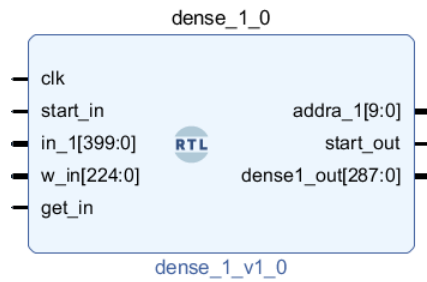 dense_1_0
clk
start_in
in_1[399:0]
w_in[224:0]
get_in
RTL
addra_1[9:0]
start_out
dense1_out[287:0]
dense_1_v1_0